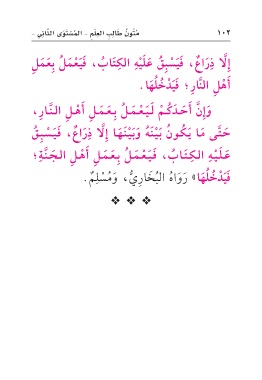 ١٠٢
مُتُونُ طَالِبِ العِلْمِ - المُسْتَوَى الثَّانِي -
إِلَّا ذِرَاعٌ، فَيَسْبِقُ عَلَيْهِ الكِتَابُ، فَيَعْمَلُ بِعَمَلِ
أَهْلِ النَّارِ؛ فَيَدْخُلُهَا.
وَإِنَّ أَحَدَكُمْ لَيَعْمَلُ بِعَمَلِ أَهْلِ النَّارِ،
حَتَّى مَا يَكُونُ بَيْنَهُ وَبَيْنَهَا إِلَّا ذِرَاعٌ، فَيَسْبِقُ
عَلَيْهِ الكِتَابُ، فَيَعْمَلُ بِعَمَلِ أَهْلِ الجَنَّةِ؛
فَيَدْخُلُهَا» رَوَاهُ البُخَارِيُّ، وَمُسْلِمٌ.